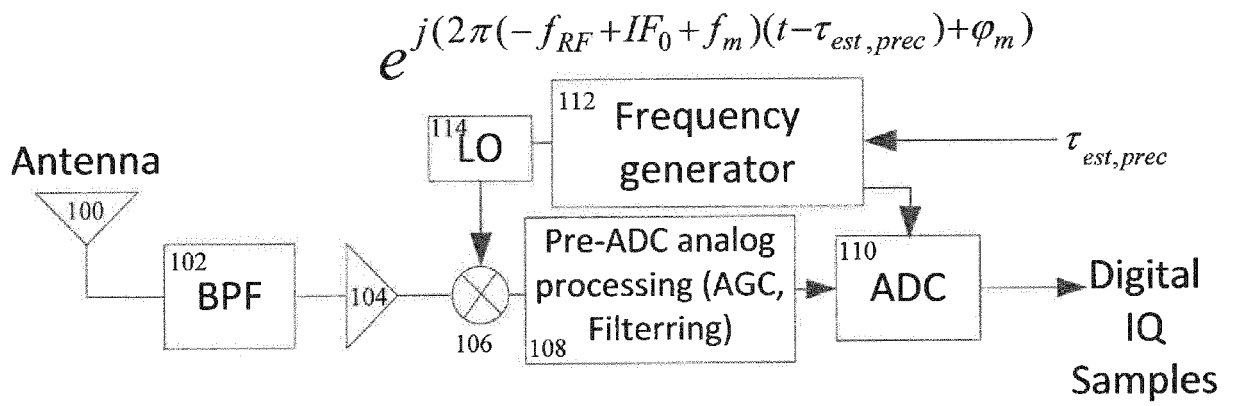 e^{j(2π(−f_{RF}+IF_0+f_m)(t−τ_{est,prec})+φ_m)}
112
Frequency
generator
114
LO
τ_{est,prec}
Antenna
100
102
BPF
104
106
Pre-ADC analog
processing (AGC,
Filterring)
108
110
ADC
Digital
IQ
Samples